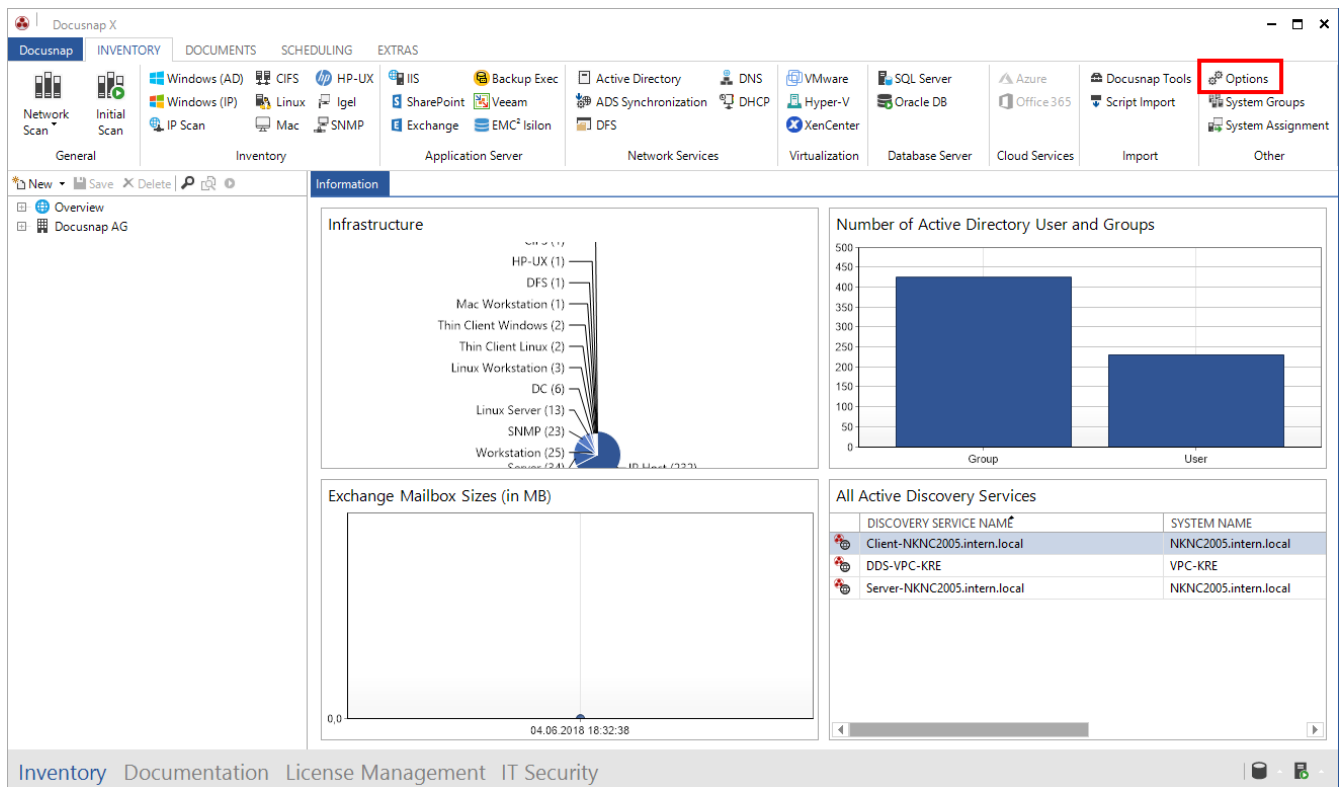 Docusnap X
Docusnap INVENTORY DOCUMENTS SCHEDULING EXTRAS
Windows (AD) CIFS HP-UX IIS Backup Exec Active Directory DNS VMware SQL Server Azure Docusnap Tools Options
Windows (IP) Linux Igel SharePoint Veeam ADS Synchronization DHCP Hyper-V Oracle DB Office 365 Script Import System Groups
Network Scan Initial Scan IP Scan Mac SNMP Exchange EMC² Isilon DFS XenCenter System Assignment
General Inventory Application Server Network Services Virtualization Database Server Cloud Services Import Other
New Save Delete
Information
Overview
Docusnap AG
Infrastructure
CIFS (1)
HP-UX (1)
DFS (1)
Mac Workstation (1)
Thin Client Windows (2)
Thin Client Linux (2)
Linux Workstation (3)
DC (6)
Linux Server (13)
SNMP (23)
Workstation (25)
Server (34) IP Host (232)
Number of Active Directory User and Groups
500
450
400
350
300
250
200
150
100
50
0
Group User
Exchange Mailbox Sizes (in MB)
0,0
04.06.2018 18:32:38
All Active Discovery Services
DISCOVERY SERVICE NAME SYSTEM NAME
Client-NKNC2005.intern.local NKNC2005.intern.local
DDS-VPC-KRE VPC-KRE
Server-NKNC2005.intern.local NKNC2005.intern.local
Inventory Documentation License Management IT Security